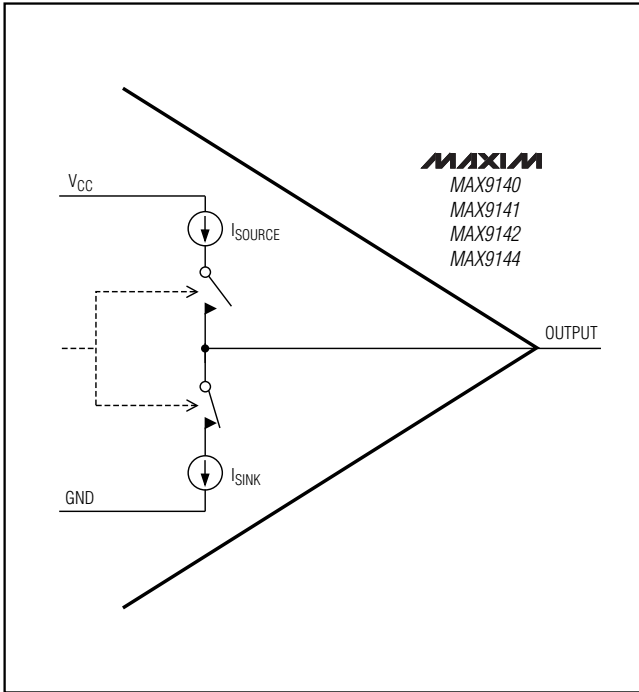 MAXIM
MAX9140
MAX9141
MAX9142
MAX9144
VCC
ISOURCE
OUTPUT
ISINK
GND